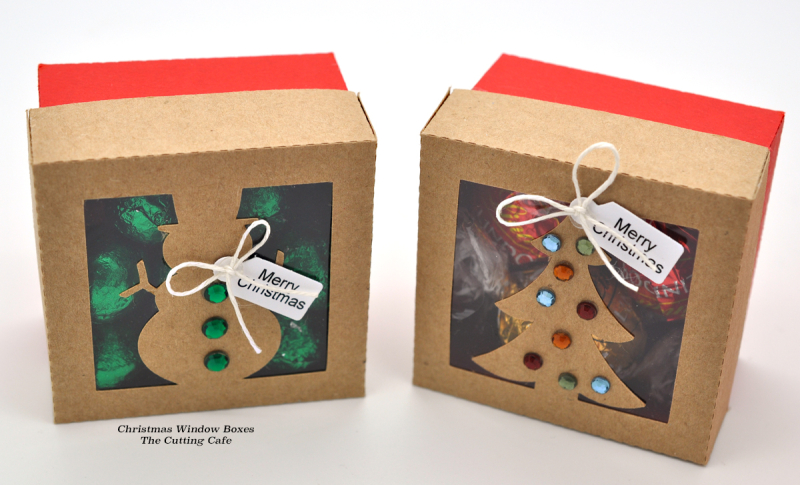 Merry
Christmas
Merry
Christmas
Christmas Window Boxes
The Cutting Cafe